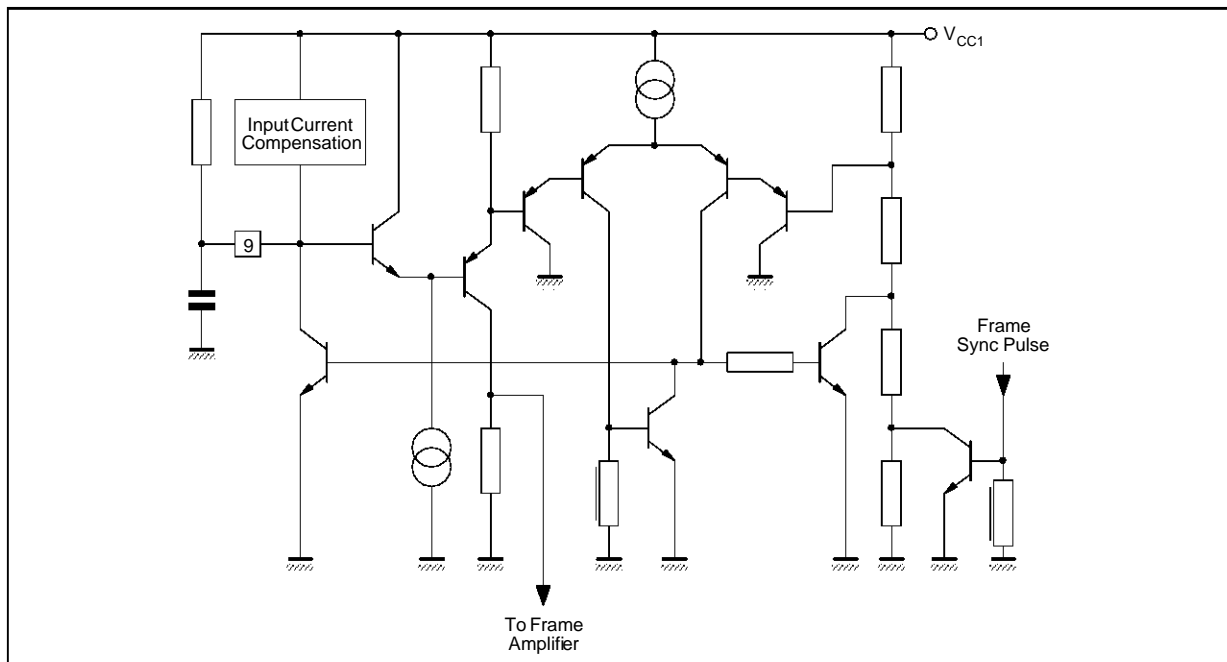 V_CC1
Input Current
Compensation
9
Frame
Sync Pulse
To Frame
Amplifier